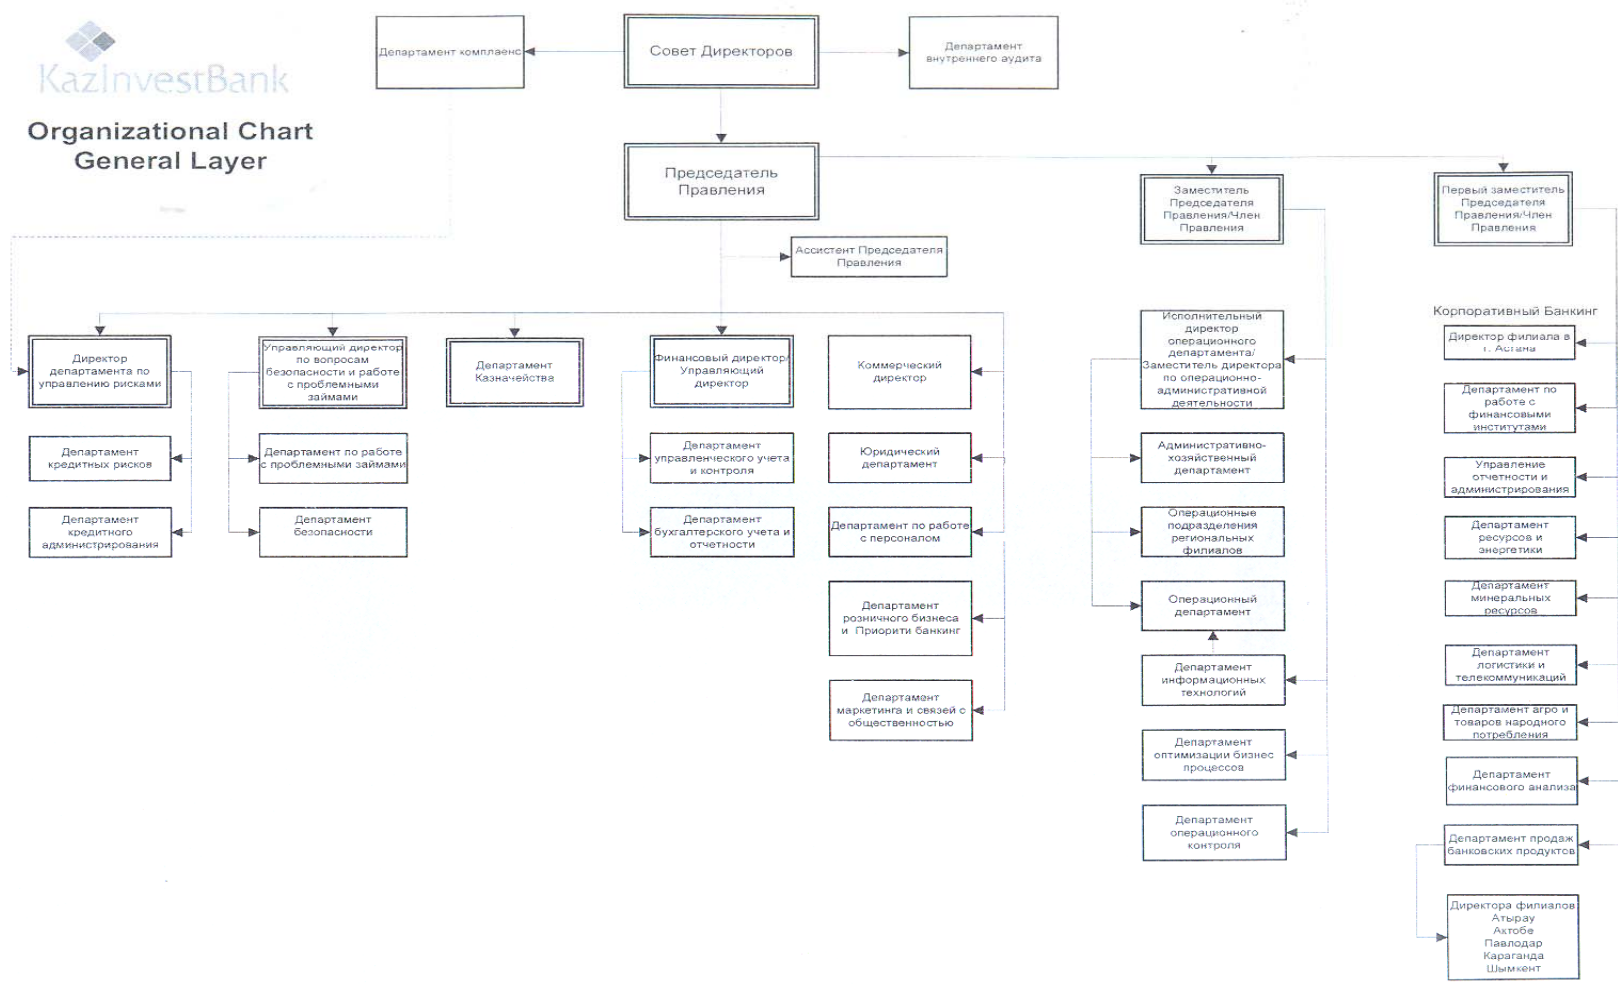 KazInvestBank
Organizational Chart
General Layer
Департамент комплаенс
Совет Директоров
Департамент
внутреннего аудита
Председатель
Правления
Заместитель
Председателя
Правления/Член
Правления
Первый заместитель
Председателя
Правления/Член
Правления
Ассистент Председателя
Правления
Директор
департамента по
управлению рисками
Департамент
кредитных рисков
Департамент
кредитного
администрирования
Управляющий директор
по вопросам
безопасности и работе
с проблемными
займами
Департамент по работе
с проблемными займами
Департамент
безопасности
Департамент
Казначейства
Финансовый директор/
Управляющий
директор
Департамент
управленческого учета
и контроля
Департамент
бухгалтерского учета и
отчетности
Коммерческий
директор
Юридический
департамент
Департамент по работе
с персоналом
Департамент
розничного бизнеса
и Приорити банкинг
Департамент
маркетинга и связей с
общественностью
Исполнительный
директор
операционного
департамента/
Заместитель директора
по операционно-
административной
деятельности
Административно-
хозяйственный
департамент
Операционные
подразделения
региональных
филиалов
Операционный
департамент
Департамент
информационных
технологий
Департамент
оптимизации бизнес
процессов
Департамент
операционного
контроля
Корпоративный Банкинг
Директор филиала в
г. Астана
Департамент по
работе с
финансовыми
институтами
Управление
отчетности и
администрирования
Департамент
ресурсов и
энергетики
Департамент
минеральных
ресурсов
Департамент
логистики и
телекоммуникаций
Департамент агро и
товаров народного
потребления
Департамент
финансового анализа
Департамент продаж
банковских продуктов
Директора филиалов
Атырау
Актобе
Павлодар
Караганда
Шымкент